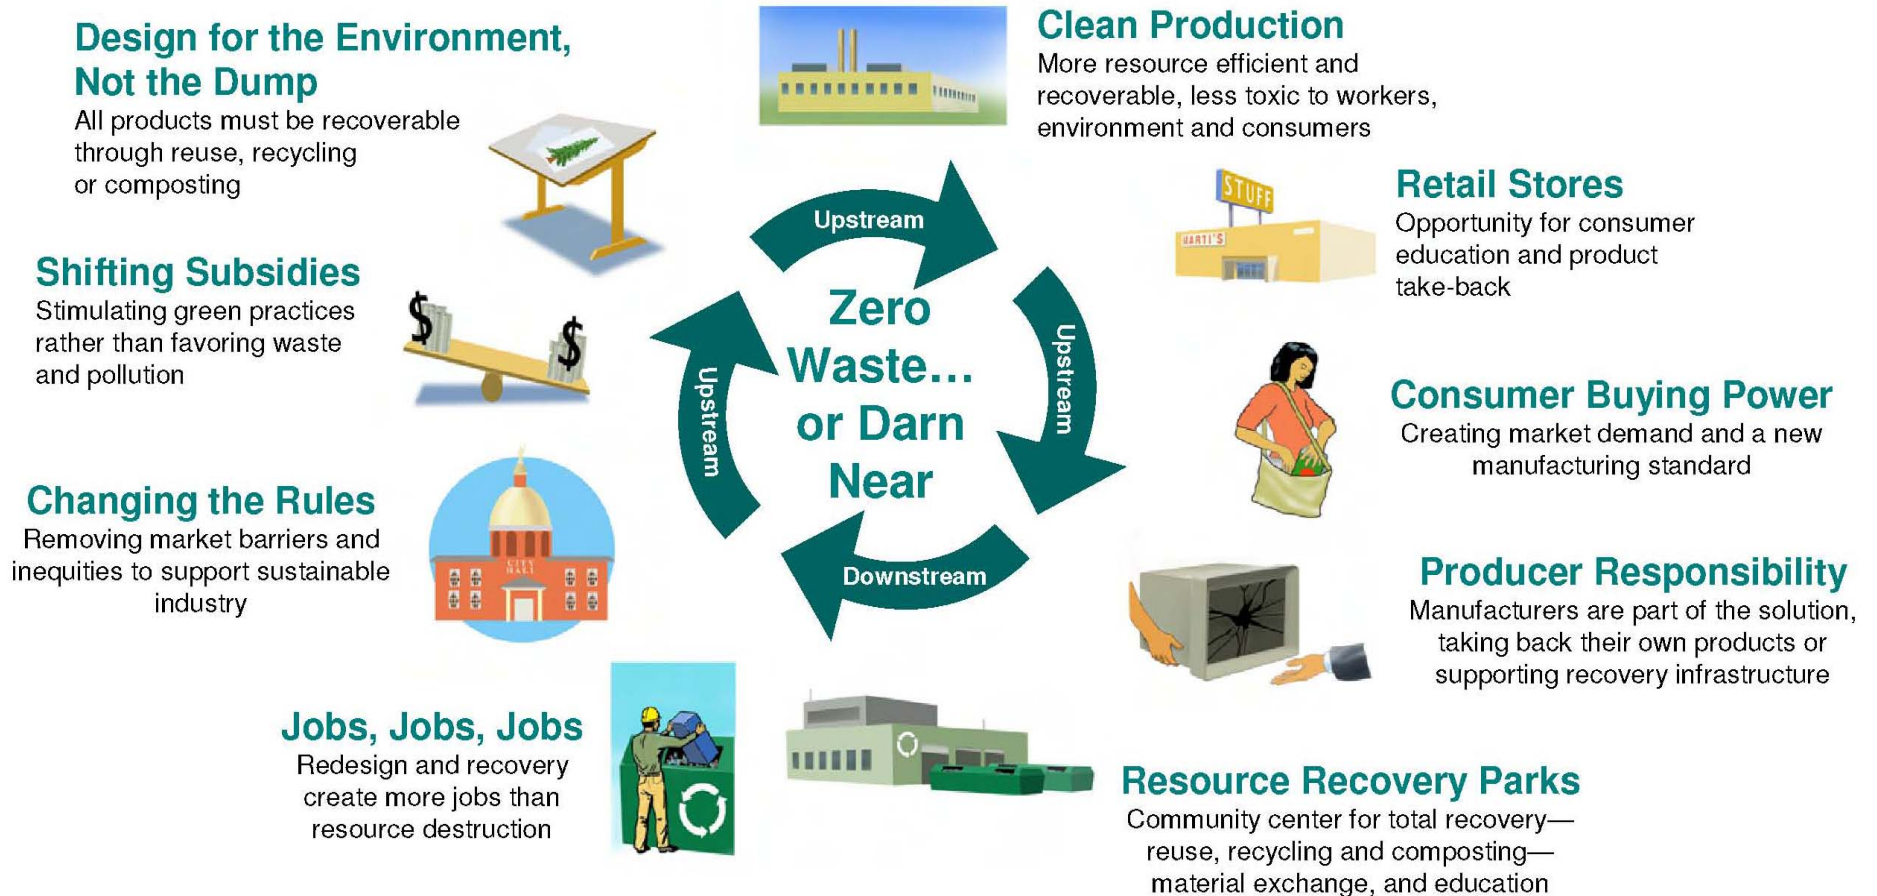 Design for the Environment,
Not the Dump
All products must be recoverable
through reuse, recycling
or composting
Clean Production
More resource efficient and
recoverable, less toxic to workers,
environment and consumers
STUFF
MARTI'S
Retail Stores
Opportunity for consumer
education and product
take-back
Shifting Subsidies
Stimulating green practices
rather than favoring waste
and pollution
$
$
Upstream
Upstream
Upstream
Downstream
Zero
Waste...
or Darn
Near
Consumer Buying Power
Creating market demand and a new
manufacturing standard
Changing the Rules
Removing market barriers and
inequities to support sustainable
industry
CITY
HALL
Producer Responsibility
Manufacturers are part of the solution,
taking back their own products or
supporting recovery infrastructure
Jobs, Jobs, Jobs
Redesign and recovery
create more jobs than
resource destruction
Resource Recovery Parks
Community center for total recovery—
reuse, recycling and composting—
material exchange, and education